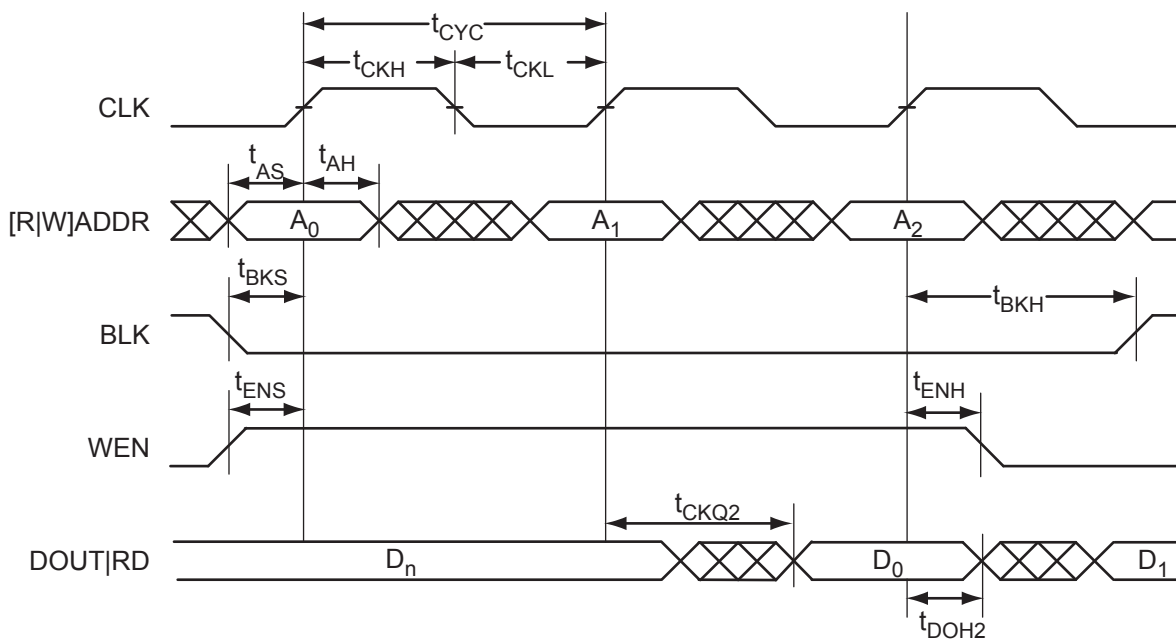 tCYC
tCKH tCKL
CLK
tAS tAH
[R|W]ADDR A0 A1 A2
tBKS tBKH
BLK
tENS tENH
WEN
tCKQ2
DOUT|RD Dn D0 D1
tDOH2